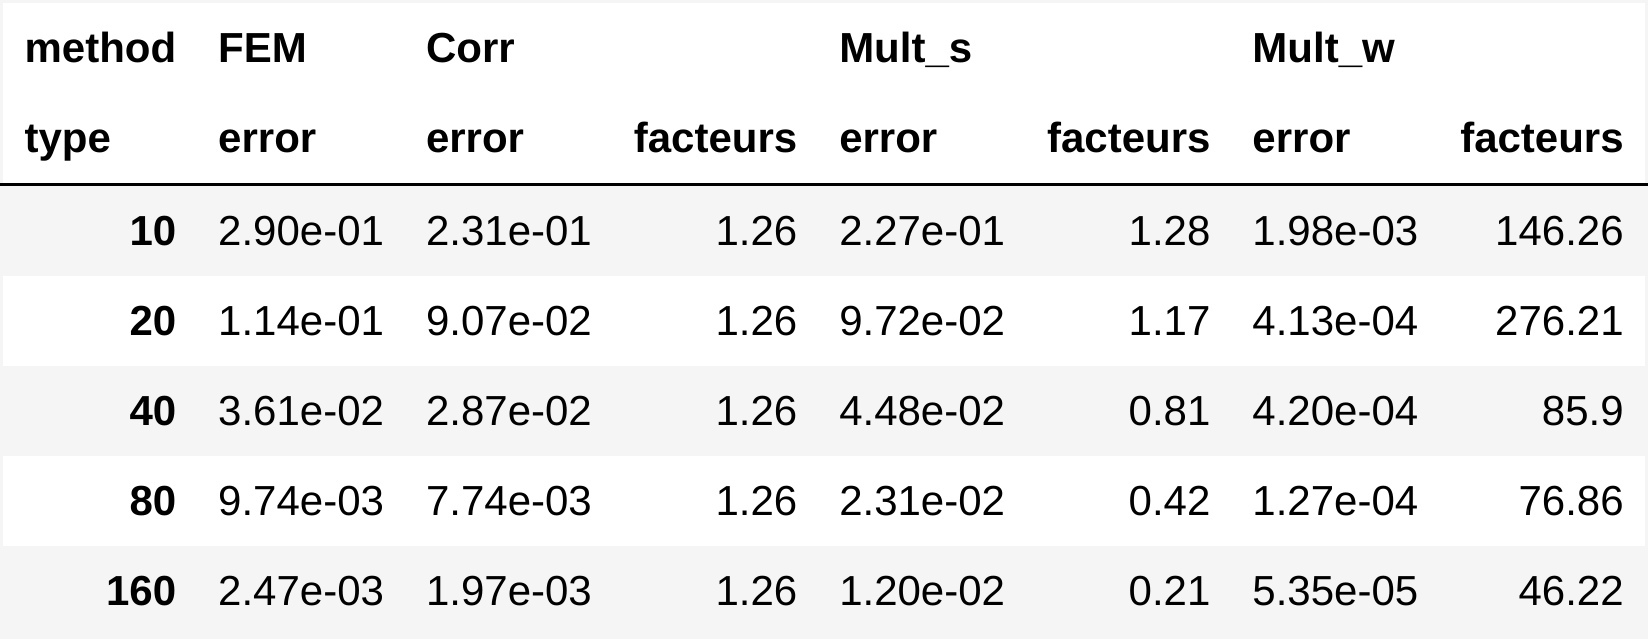 method FEM Corr Mult_s Mult_w
type error error facteurs error facteurs error facteurs
10 2.90e-01 2.31e-01 1.26 2.27e-01 1.28 1.98e-03 146.26
20 1.14e-01 9.07e-02 1.26 9.72e-02 1.17 4.13e-04 276.21
40 3.61e-02 2.87e-02 1.26 4.48e-02 0.81 4.20e-04 85.9
80 9.74e-03 7.74e-03 1.26 2.31e-02 0.42 1.27e-04 76.86
160 2.47e-03 1.97e-03 1.26 1.20e-02 0.21 5.35e-05 46.22